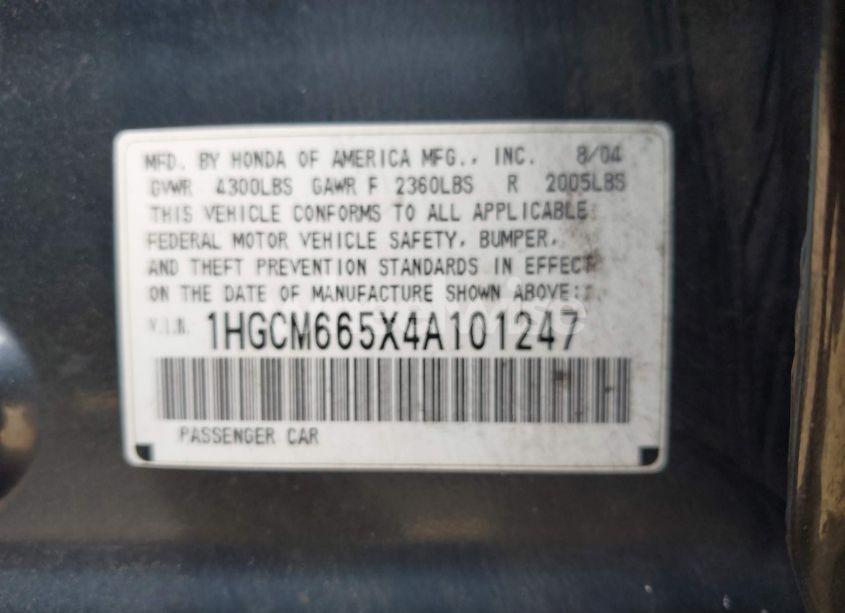 MFD. BY HONDA OF AMERICA MFG., INC. 8/04
GVWR 4300LBS GAWR F 2360LBS R 2005LBS
THIS VEHICLE CONFORMS TO ALL APPLICABLE
FEDERAL MOTOR VEHICLE SAFETY, BUMPER,
AND THEFT PREVENTION STANDARDS IN EFFECT
ON THE DATE OF MANUFACTURE SHOWN ABOVE:
V.I.N. 1HGCM665X4A101247
PASSENGER CAR